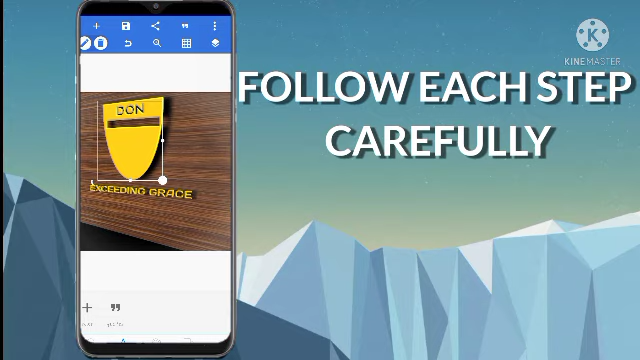 KINEMASTER
FOLLOW EACH STEP
CAREFULLY
DON
EXCEEDING GRACE